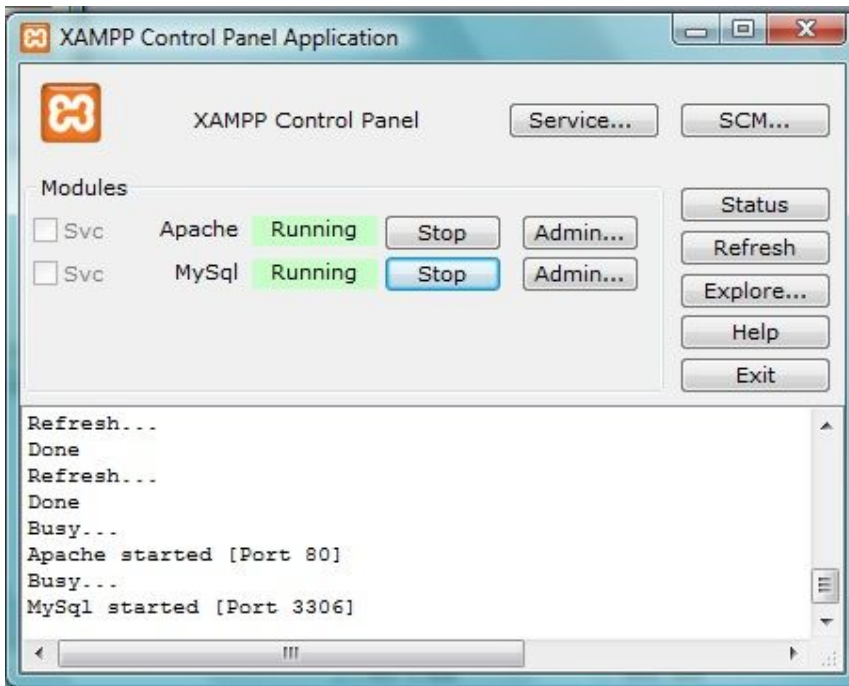 XAMPP Control Panel Application
XAMPP Control Panel Service... SCM...
Modules
Svc Apache Running Stop Admin...
Svc MySql Running Stop Admin...
Status
Refresh
Explore...
Help
Exit
Refresh...
Done
Refresh...
Done
Busy...
Apache started [Port 80]
Busy...
MySql started [Port 3306]